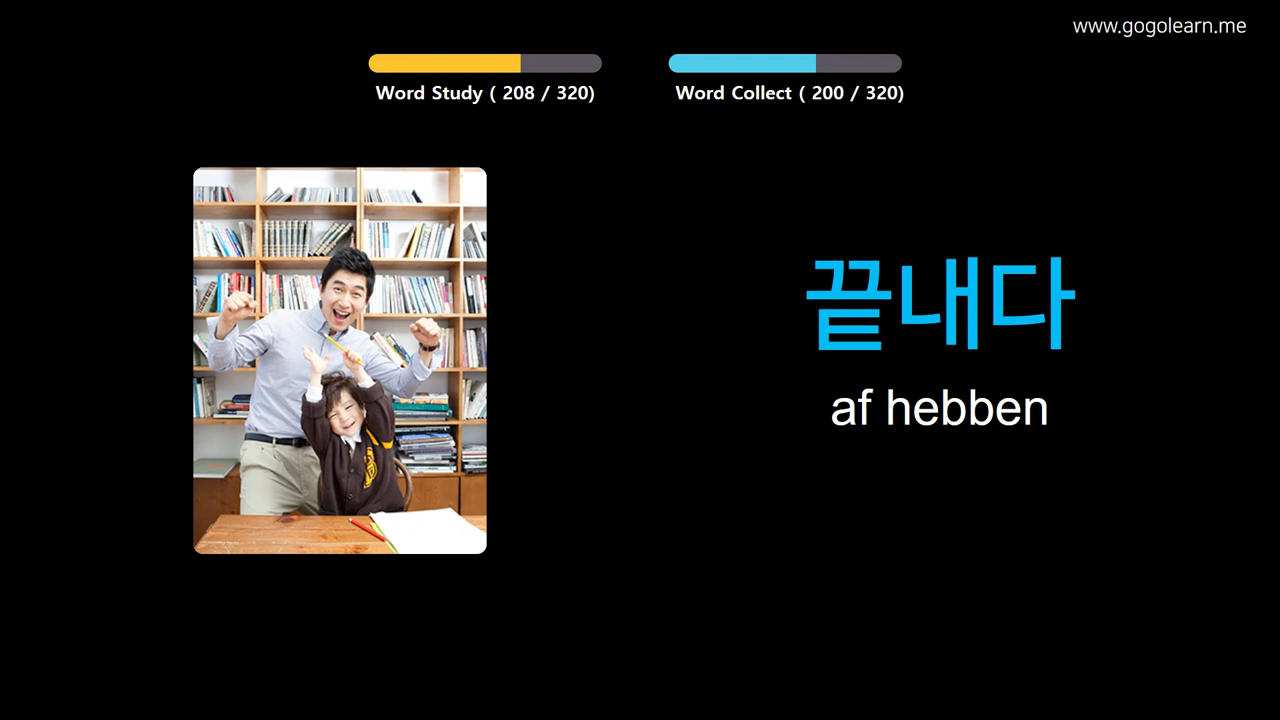 www.gogolearn.me
Word Study ( 208 / 320)
Word Collect ( 200 / 320)
끝내다
af hebben